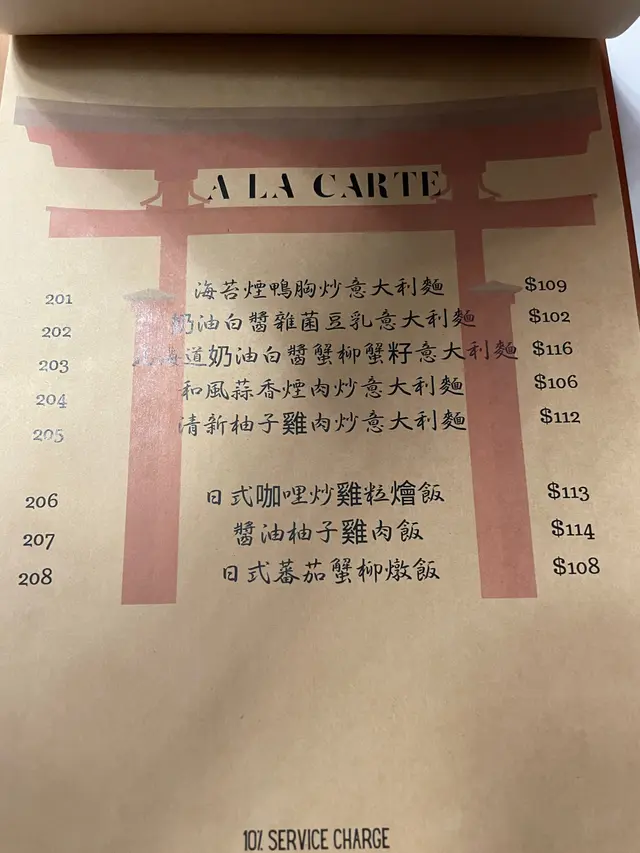 A LA CARTE
201 海苔煙鴨胸炒意大利麵 $109
202 奶油白醬雜菌豆乳意大利麵 $102
203 海道奶油白醬蟹柳蟹籽意大利麵 $116
204 和風蒜香煙肉炒意大利麵 $106
205 清新柚子雞肉炒意大利麵 $112
206 日式咖哩炒雞粒燴飯 $113
207 醬油柚子雞肉飯 $114
208 日式蕃茄蟹柳燉飯 $108
10% SERVICE CHARGE